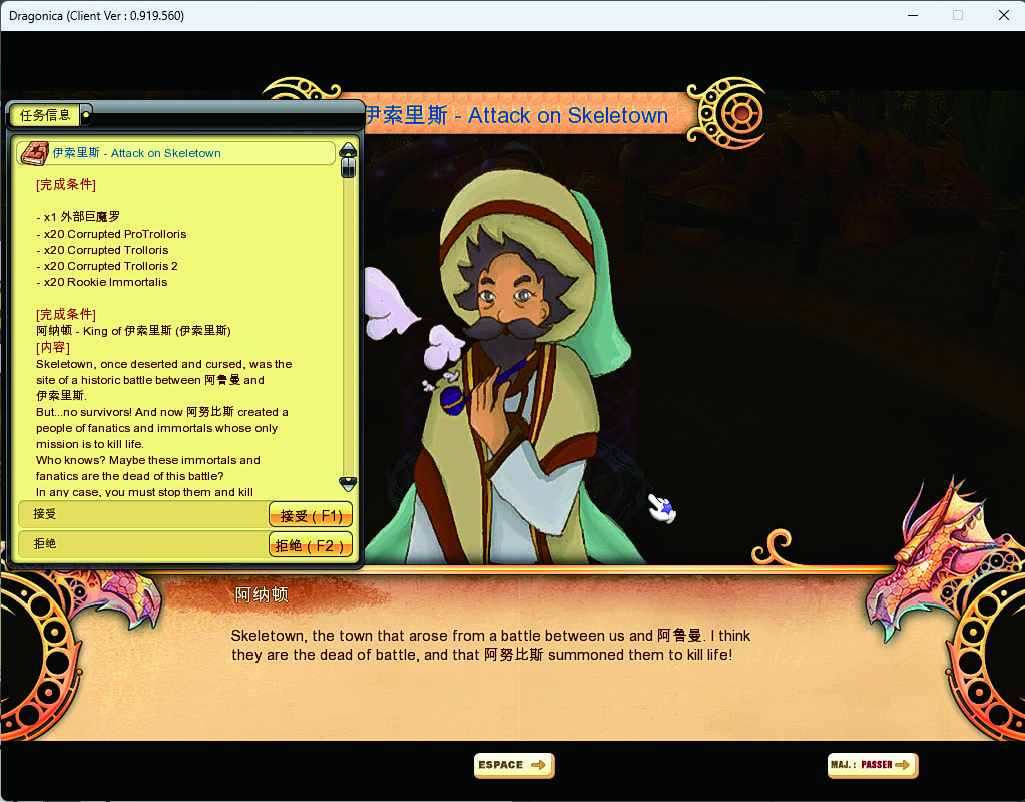 Dragonica (Client Ver : 0.919.560)
伊索里斯 - Attack on Skeletown
任务信息
伊索里斯 - Attack on Skeletown
[完成条件]
- x1 外部巨魔罗
- x20 Corrupted ProTrolloris
- x20 Corrupted Trolloris
- x20 Corrupted Trolloris 2
- x20 Rookie Immortalis
[完成条件]
阿纳顿 - King of 伊索里斯 (伊索里斯)
[内容]
Skeletown, once deserted and cursed, was the
site of a historic battle between 阿鲁曼 and
伊索里斯.
But...no survivors! And now 阿努比斯 created a
people of fanatics and immortals whose only
mission is to kill life.
Who knows? Maybe these immortals and
fanatics are the dead of this battle?
In any case, you must stop them and kill
接受
接受 ( F1)
拒绝
拒绝 ( F2 )
阿纳顿
Skeletown, the town that arose from a battle between us and 阿鲁曼. I think
they are the dead of battle, and that 阿努比斯 summoned them to kill life!
ESPACE
MAJ. : PASSER